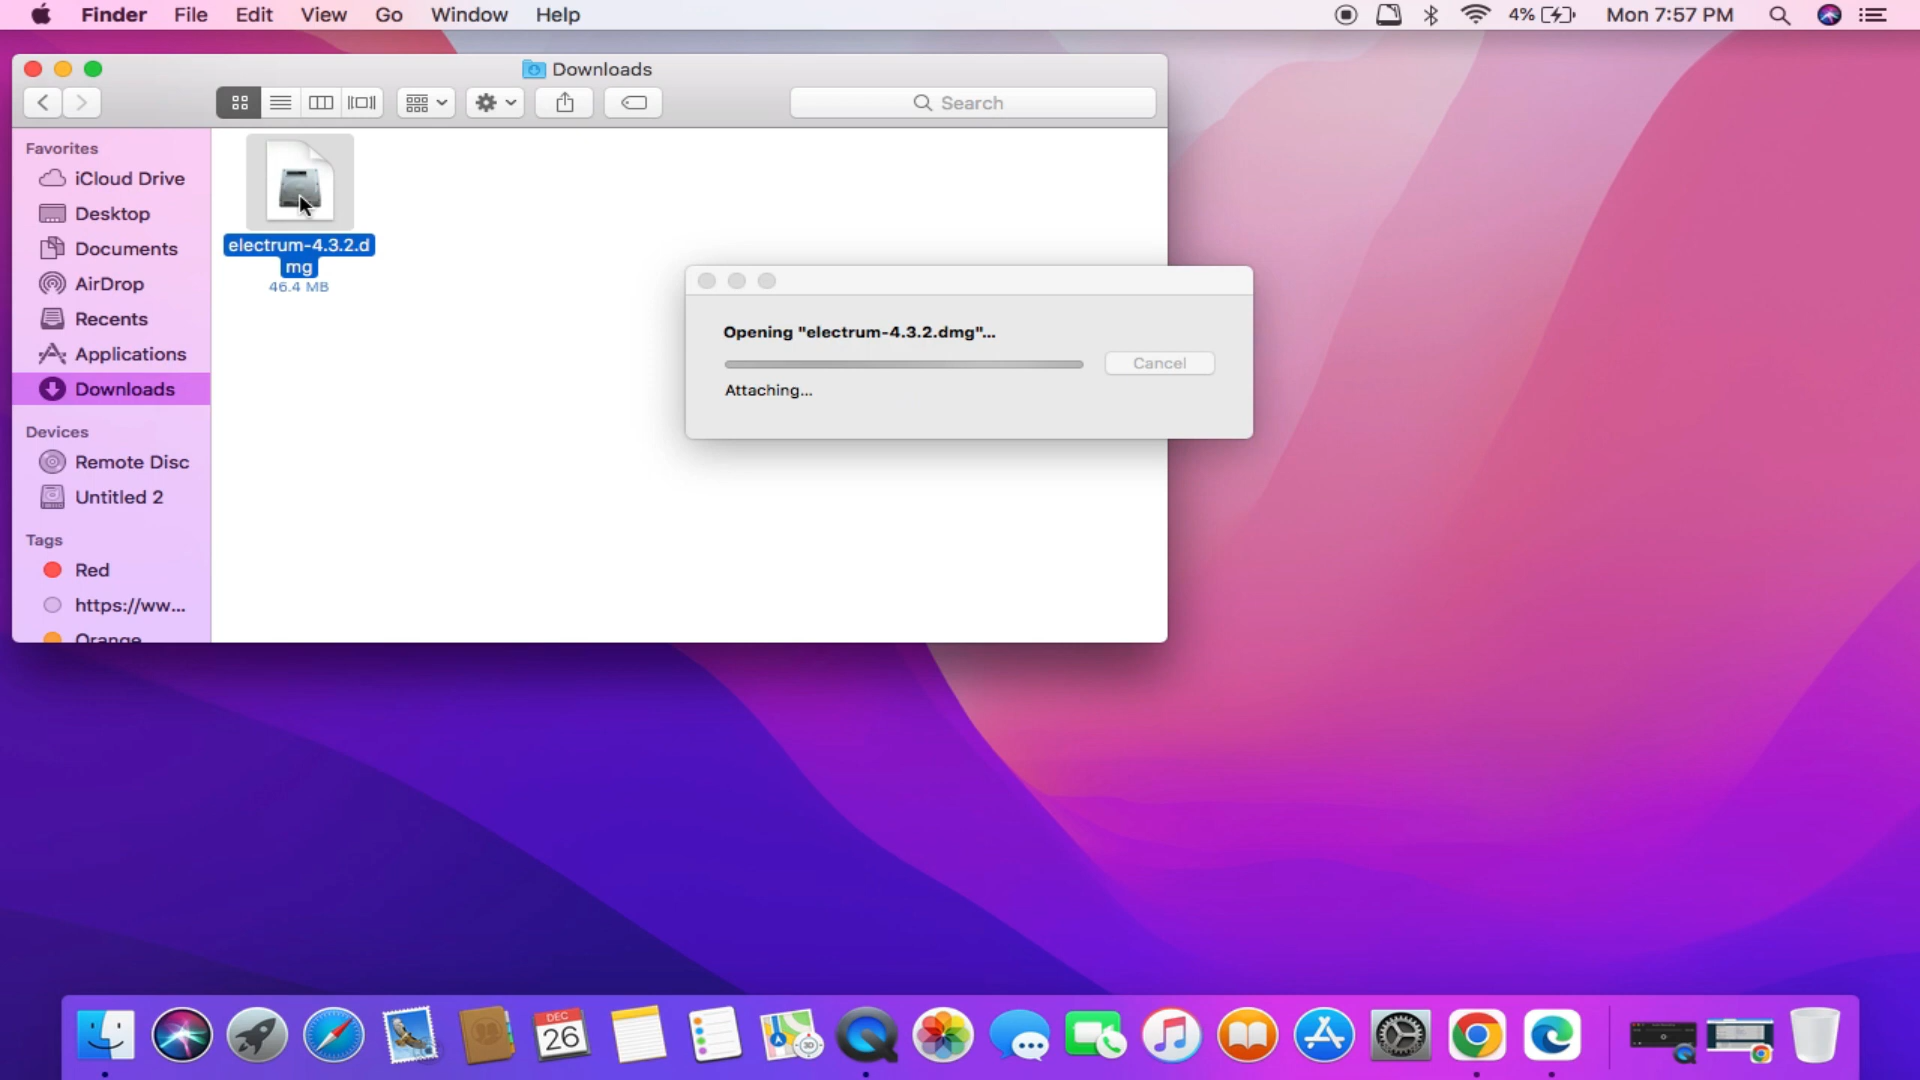 Finder File Edit View Go Window Help 4% Mon 7:57 PM
Downloads
Search
Favorites
iCloud Drive
Desktop
Documents
AirDrop
Recents
Applications
Downloads
Devices
Remote Disc
Untitled 2
Tags
Red
https://ww...
Orange
electrum-4.3.2.d
mg
46.4 MB
Opening "electrum-4.3.2.dmg"...
Cancel
Attaching...
DEC
26
3D